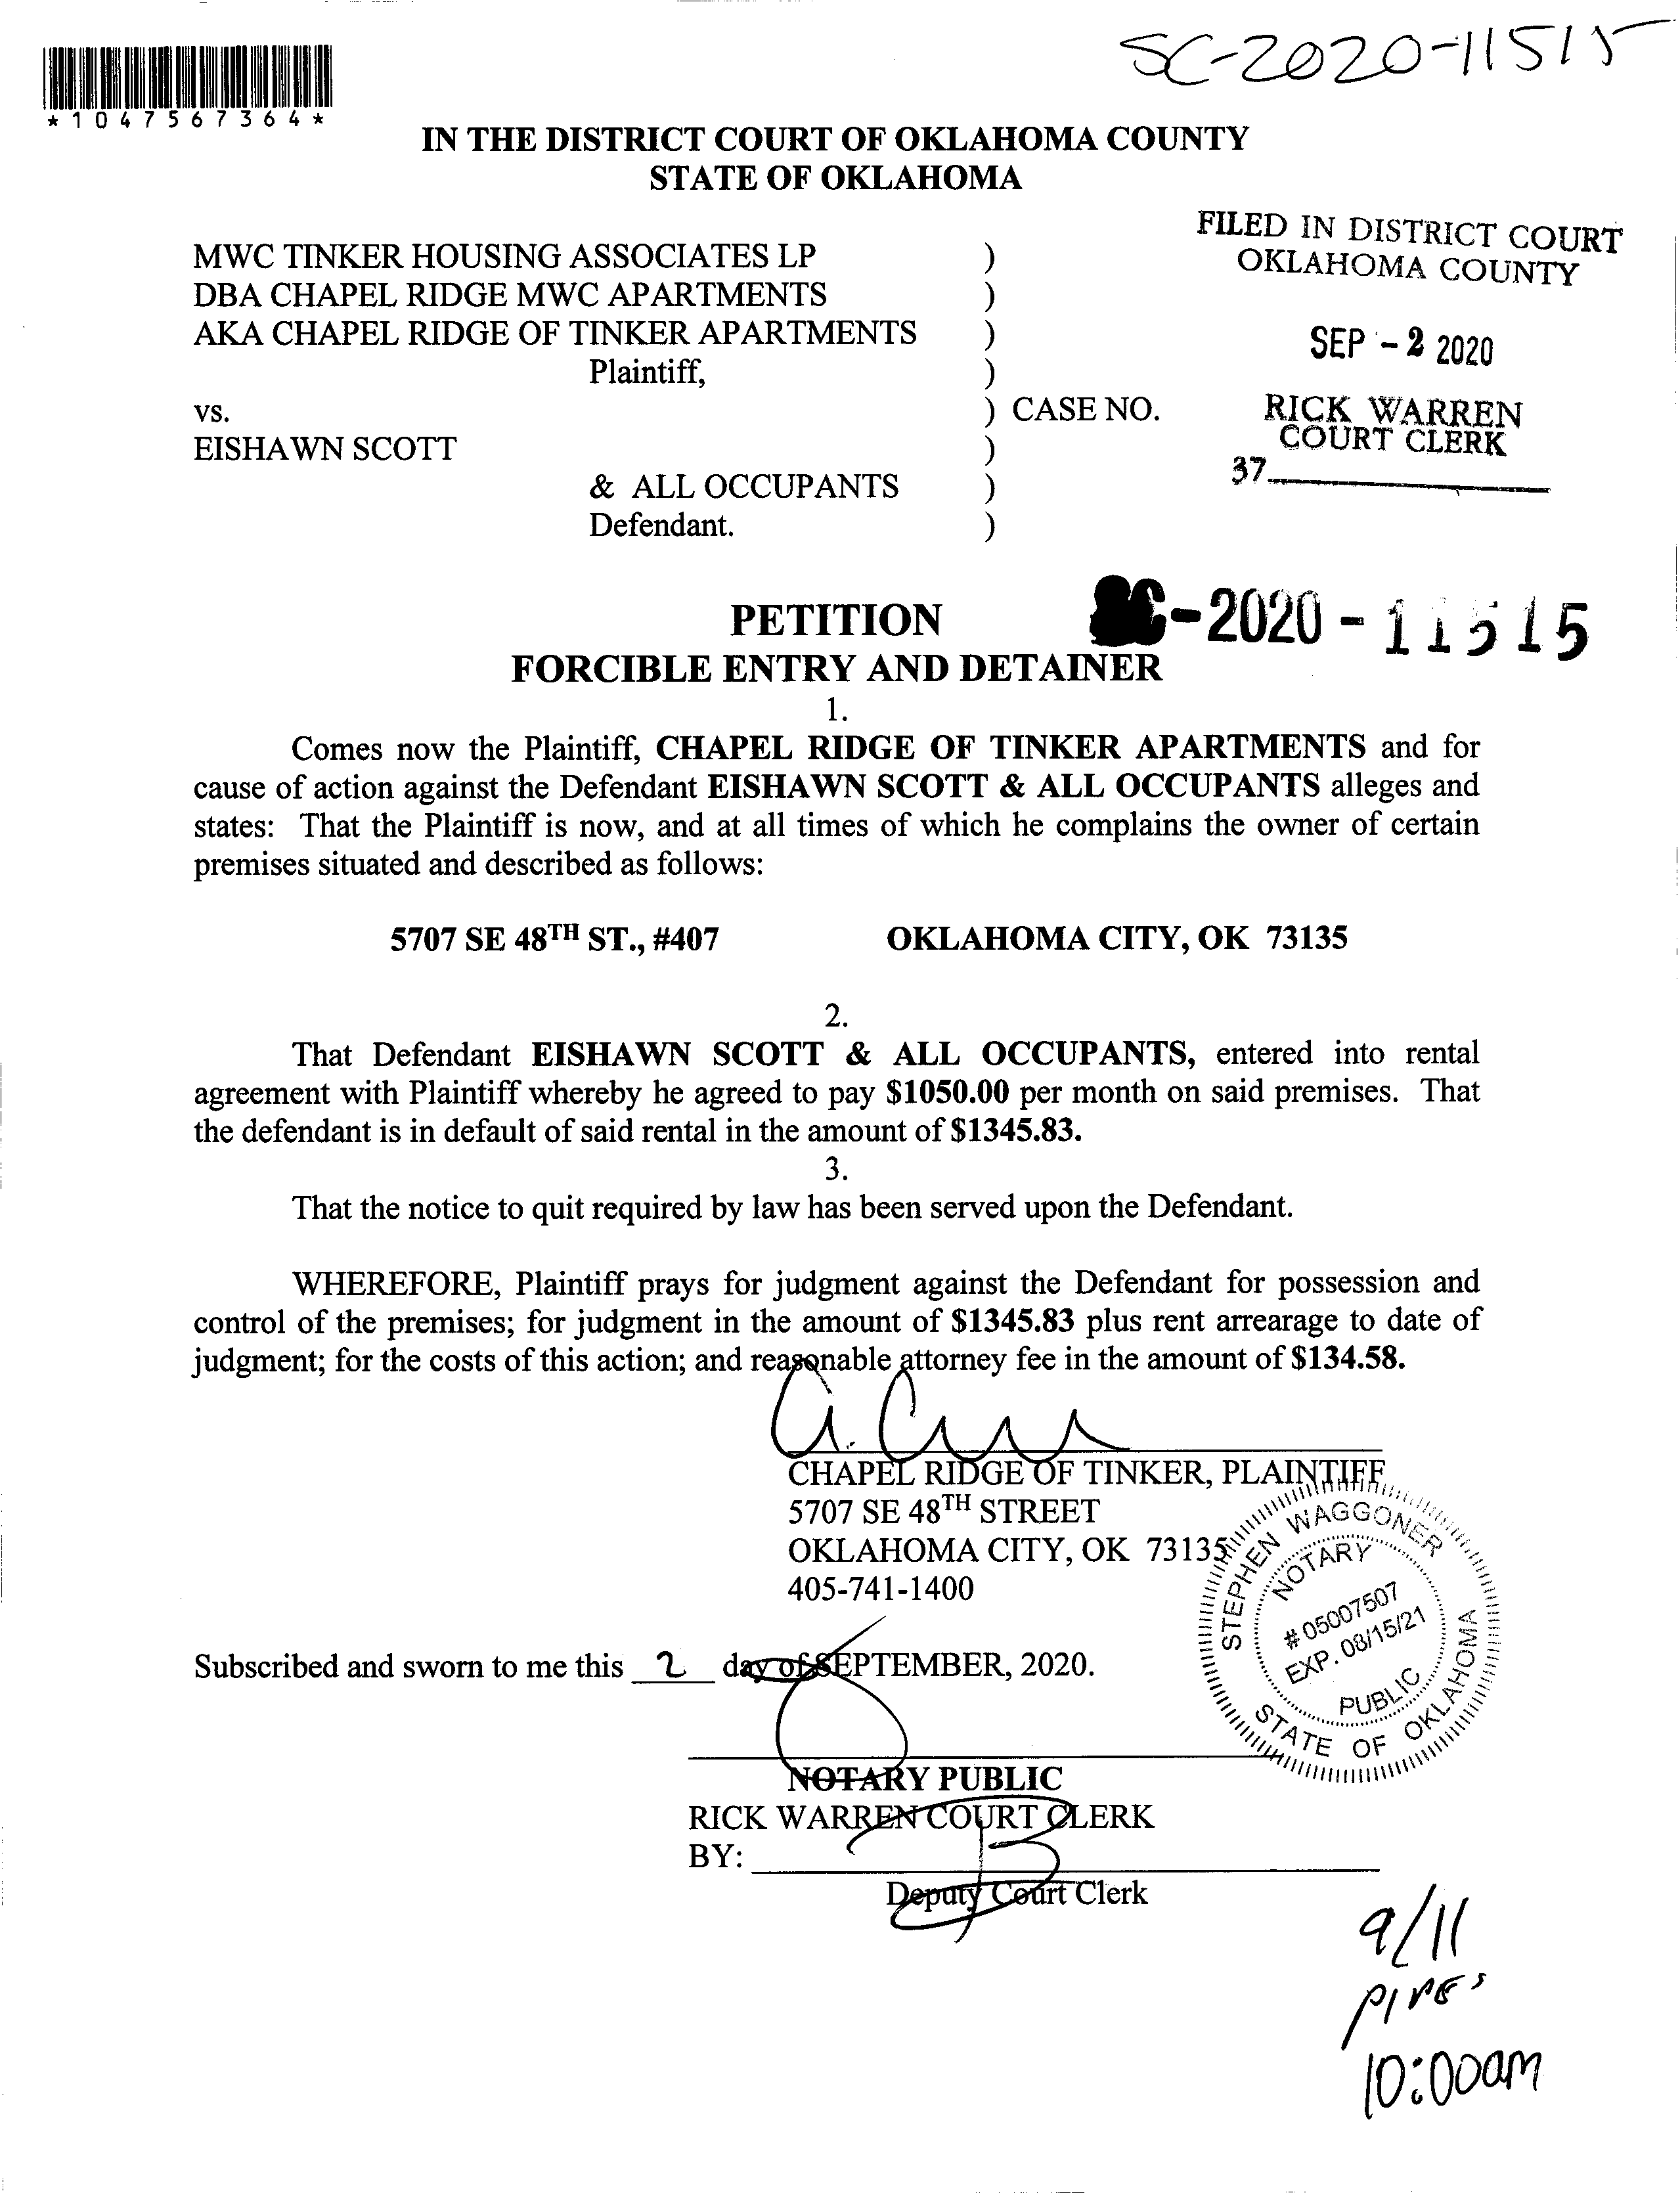 SC-2020-11515
*1047567364*
IN THE DISTRICT COURT OF OKLAHOMA COUNTY
STATE OF OKLAHOMA
FILED IN DISTRICT COURT
OKLAHOMA COUNTY
SEP - 2 2020
RICK WARREN
COURT CLERK
37
MWC TINKER HOUSING ASSOCIATES LP )
DBA CHAPEL RIDGE MWC APARTMENTS )
AKA CHAPEL RIDGE OF TINKER APARTMENTS )
Plaintiff, )
vs. ) CASE NO.
EISHAWN SCOTT )
& ALL OCCUPANTS )
Defendant. )
SC-2020-11515
PETITION
FORCIBLE ENTRY AND DETAINER
1.
Comes now the Plaintiff, CHAPEL RIDGE OF TINKER APARTMENTS and for
cause of action against the Defendant EISHAWN SCOTT & ALL OCCUPANTS alleges and
states: That the Plaintiff is now, and at all times of which he complains the owner of certain
premises situated and described as follows:
5707 SE 48TH ST., #407 OKLAHOMA CITY, OK 73135
2.
That Defendant EISHAWN SCOTT & ALL OCCUPANTS, entered into rental
agreement with Plaintiff whereby he agreed to pay $1050.00 per month on said premises. That
the defendant is in default of said rental in the amount of $1345.83.
3.
That the notice to quit required by law has been served upon the Defendant.
WHEREFORE, Plaintiff prays for judgment against the Defendant for possession and
control of the premises; for judgment in the amount of $1345.83 plus rent arrearage to date of
judgment; for the costs of this action; and reasonable attorney fee in the amount of $134.58.
CHAPEL RIDGE OF TINKER, PLAINTIFF
5707 SE 48TH STREET
OKLAHOMA CITY, OK 73135
405-741-1400
STEPHEN WAGGONER
NOTARY
#05007507
EXP. 08/15/21
PUBLIC
STATE OF OKLAHOMA
Subscribed and sworn to me this 2 day of SEPTEMBER, 2020.
NOTARY PUBLIC
RICK WARREN COURT CLERK
BY:
Deputy Court Clerk
9/11
10:00am